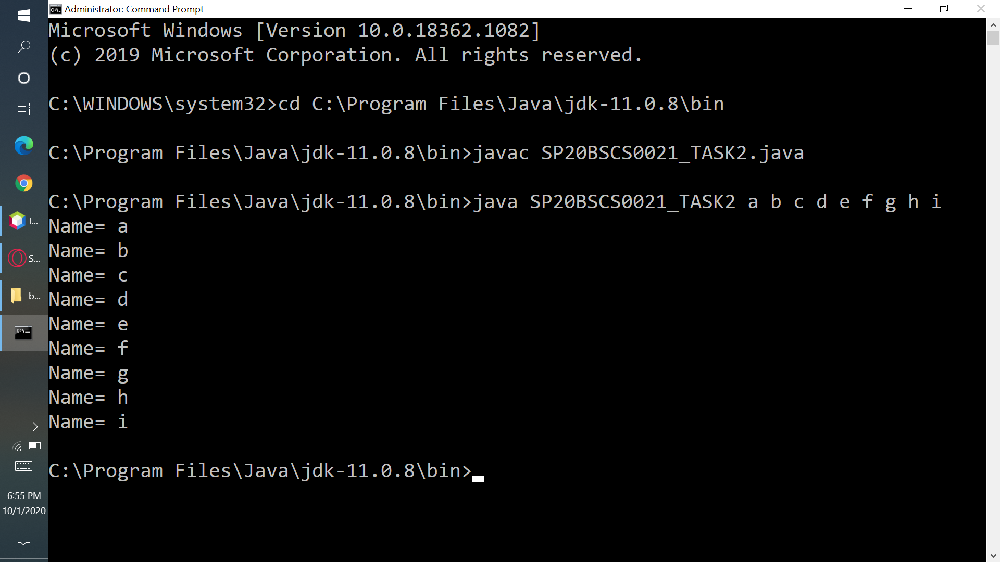 Administrator: Command Prompt
Microsoft Windows [Version 10.0.18362.1082]
(c) 2019 Microsoft Corporation. All rights reserved.
C:\WINDOWS\system32>cd C:\Program Files\Java\jdk-11.0.8\bin
C:\Program Files\Java\jdk-11.0.8\bin>javac SP20BSCS0021_TASK2.java
C:\Program Files\Java\jdk-11.0.8\bin>java SP20BSCS0021_TASK2 a b c d e f g h i
Name= a
Name= b
Name= c
Name= d
Name= e
Name= f
Name= g
Name= h
Name= i
C:\Program Files\Java\jdk-11.0.8\bin>
J...
S...
b...
6:55 PM
10/1/2020